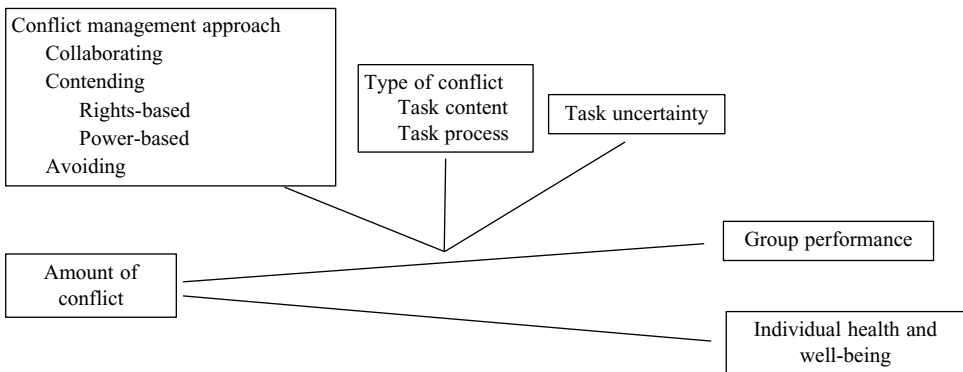 Conflict management approach
Collaborating
Contending
Rights-based
Power-based
Avoiding
Type of conflict
Task content
Task process
Task uncertainty
Group performance
Amount of
conflict
Individual health and
well-being